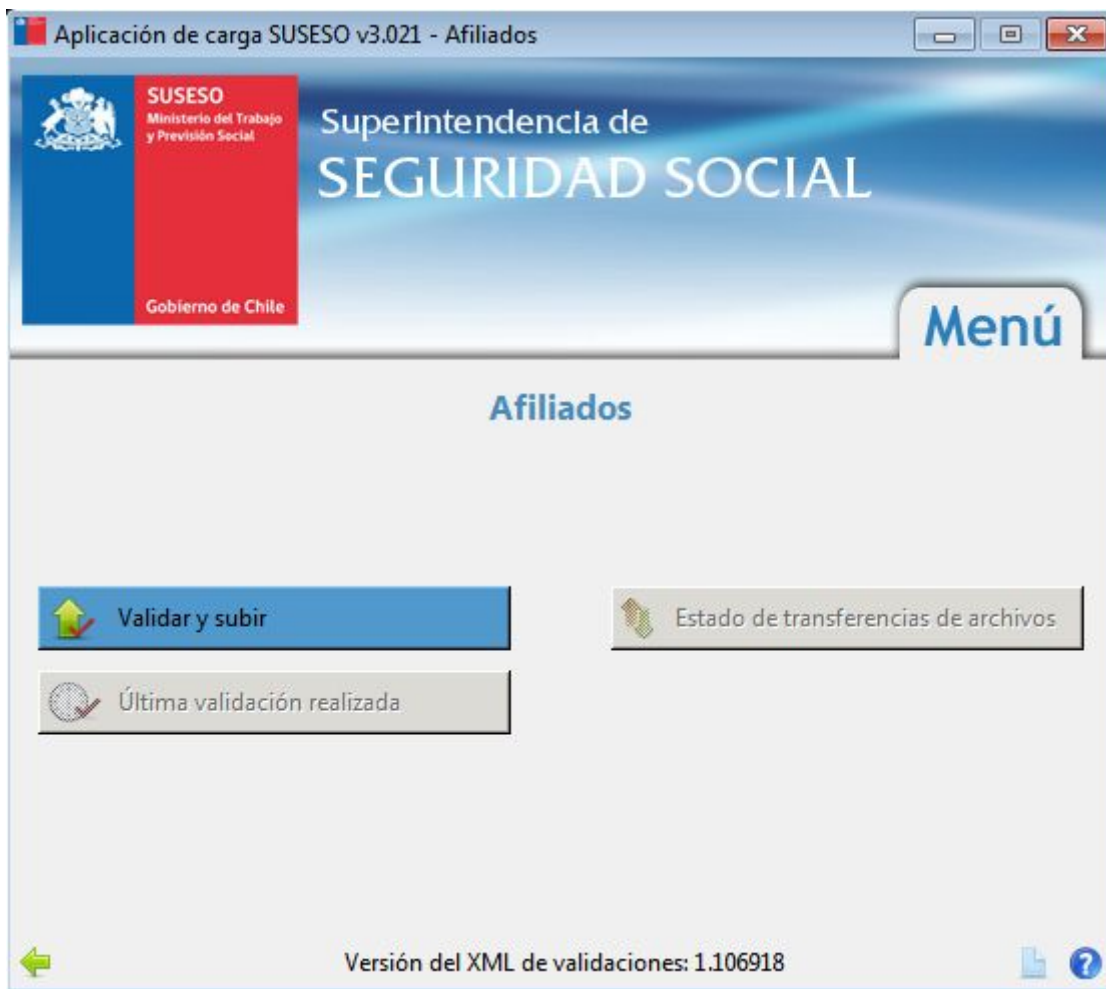 Aplicación de carga SUSESO v3.021 - Afiliados
SUSESO
Ministerio del Trabajo
y Previsión Social
Gobierno de Chile
Superintendencia de
SEGURIDAD SOCIAL
Menú
Afiliados
Validar y subir
Estado de transferencias de archivos
Última validación realizada
Versión del XML de validaciones: 1.106918
?